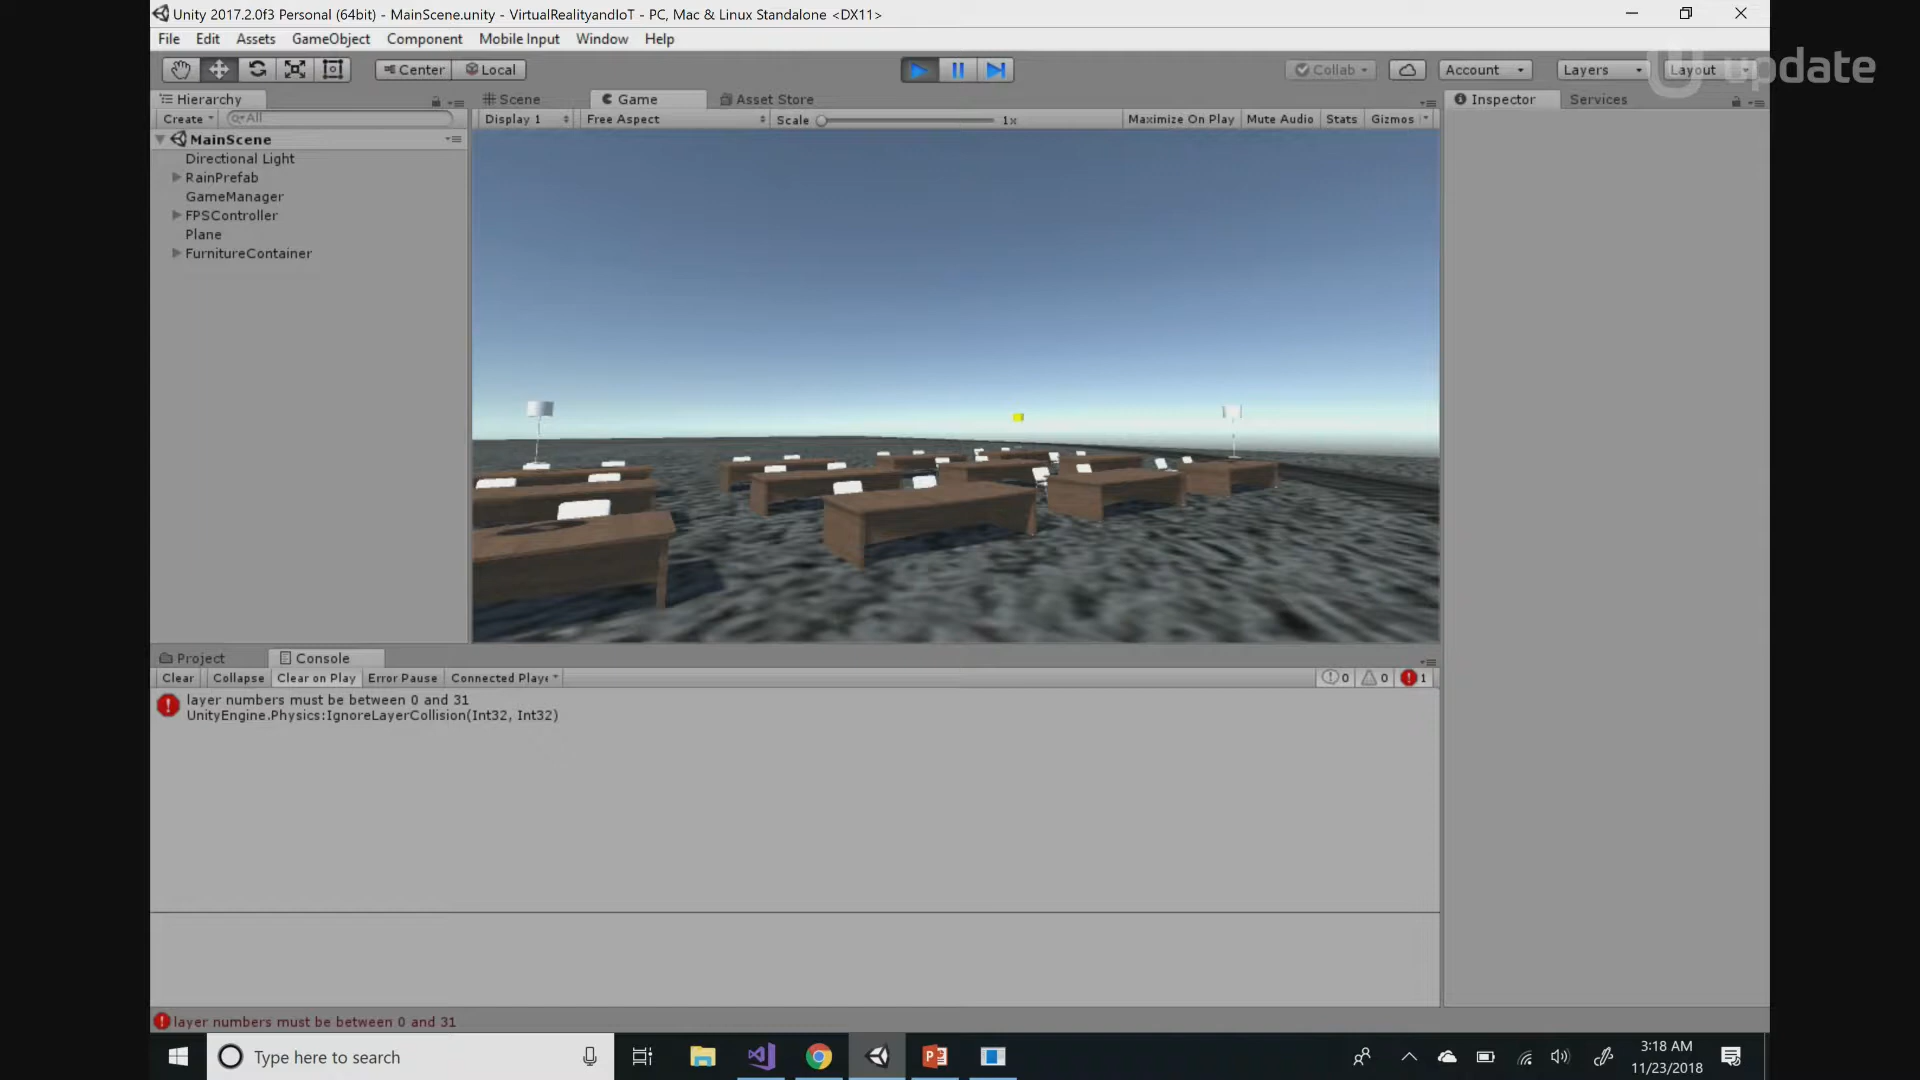 Unity 2017.2.0f3 Personal (64bit) - MainScene.unity - VirtualRealityandIoT - PC, Mac & Linux Standalone <DX11>
File Edit Assets GameObject Component Mobile Input Window Help
Center Local Collab Account Layers Layout
update
Hierarchy Scene Game Asset Store Inspector Services
Create All Display 1 Free Aspect Scale 1x Maximize On Play Mute Audio Stats Gizmos
MainScene
Directional Light
RainPrefab
GameManager
FPSController
Plane
FurnitureContainer
Project Console
Clear Collapse Clear on Play Error Pause Connected Playe 0 0 1
layer numbers must be between 0 and 31
UnityEngine.Physics:IgnoreLayerCollision(Int32, Int32)
layer numbers must be between 0 and 31
Type here to search
3:18 AM
11/23/2018